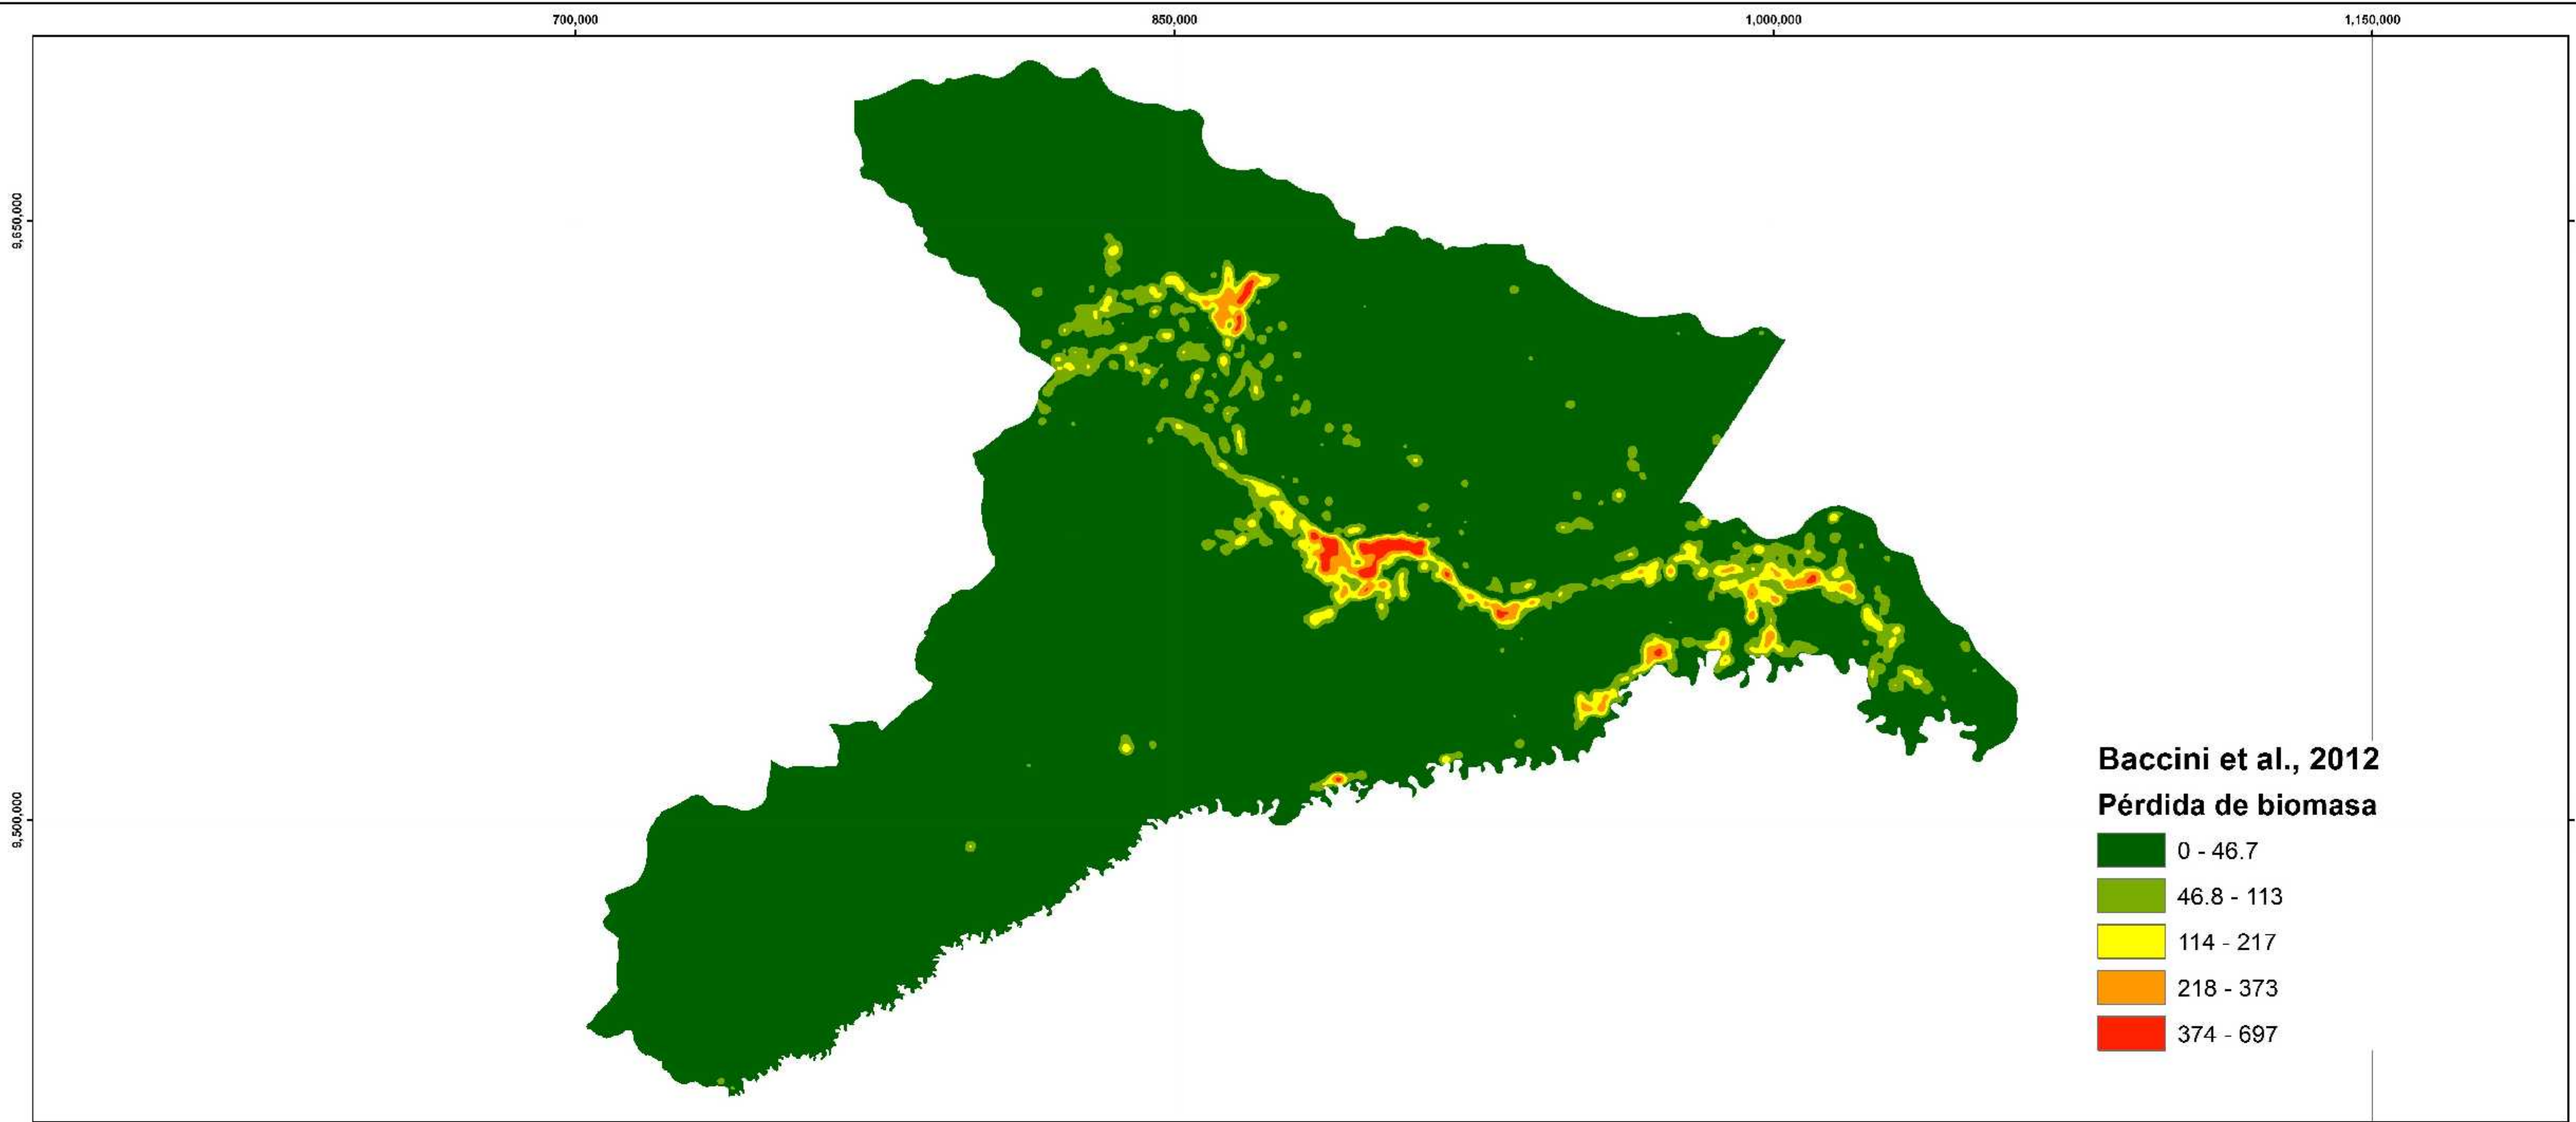 700,000
850,000
1,000,000
1,150,000
9,650,000
9,500,000
Baccini et al., 2012
Pérdida de biomasa
0 - 46.7
46.8 - 113
114 - 217
218 - 373
374 - 697